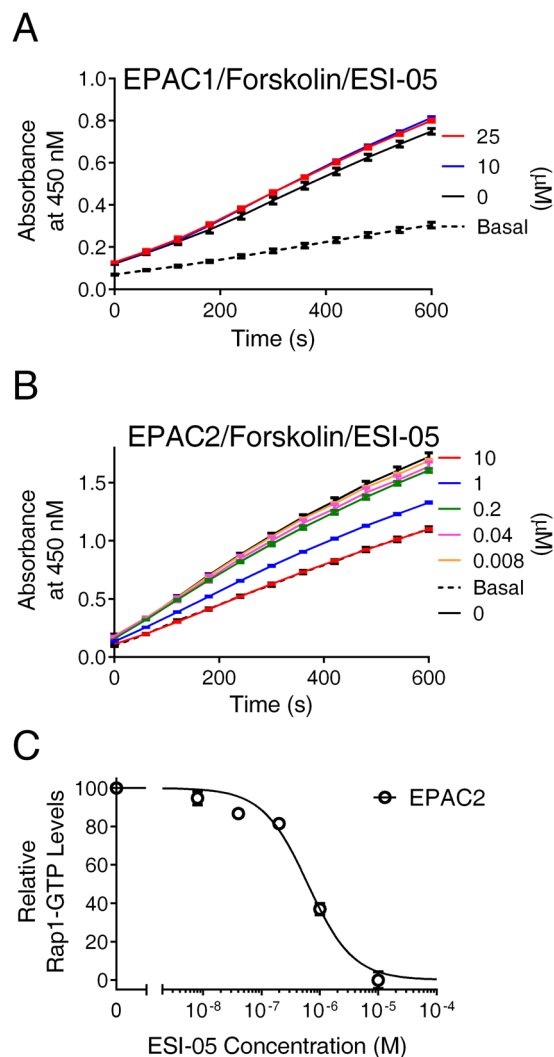 A
EPAC1/Forskolin/ESI-05
Absorbance
at 450 nM
1.0
0.8
0.6
0.4
0.2
0.0
0
200
400
600
Time (s)
25
10
0
Basal
(μM)
B
EPAC2/Forskolin/ESI-05
Absorbance
at 450 nM
1.5
1.0
0.5
0.0
0
200
400
600
Time (s)
10
1
0.2
0.04
0.008
Basal
0
(μM)
C
Relative
Rap1-GTP Levels
100
80
60
40
20
0
EPAC2
0
10-8
10-7
10-6
10-5
10-4
ESI-05 Concentration (M)